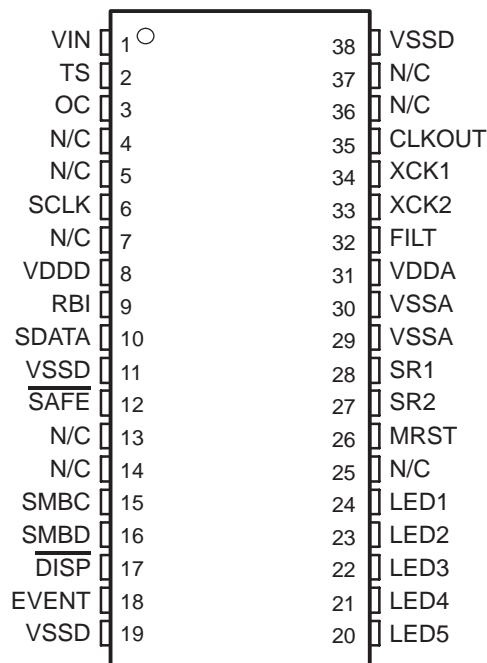 VIN 1 38 VSSD
TS 2 37 N/C
OC 3 36 N/C
N/C 4 35 CLKOUT
N/C 5 34 XCK1
SCLK 6 33 XCK2
N/C 7 32 FILT
VDDD 8 31 VDDA
RBI 9 30 VSSA
SDATA 10 29 VSSA
VSSD 11 28 SR1
SAFE 12 27 SR2
N/C 13 26 MRST
N/C 14 25 N/C
SMBC 15 24 LED1
SMBD 16 23 LED2
DISP 17 22 LED3
EVENT 18 21 LED4
VSSD 19 20 LED5